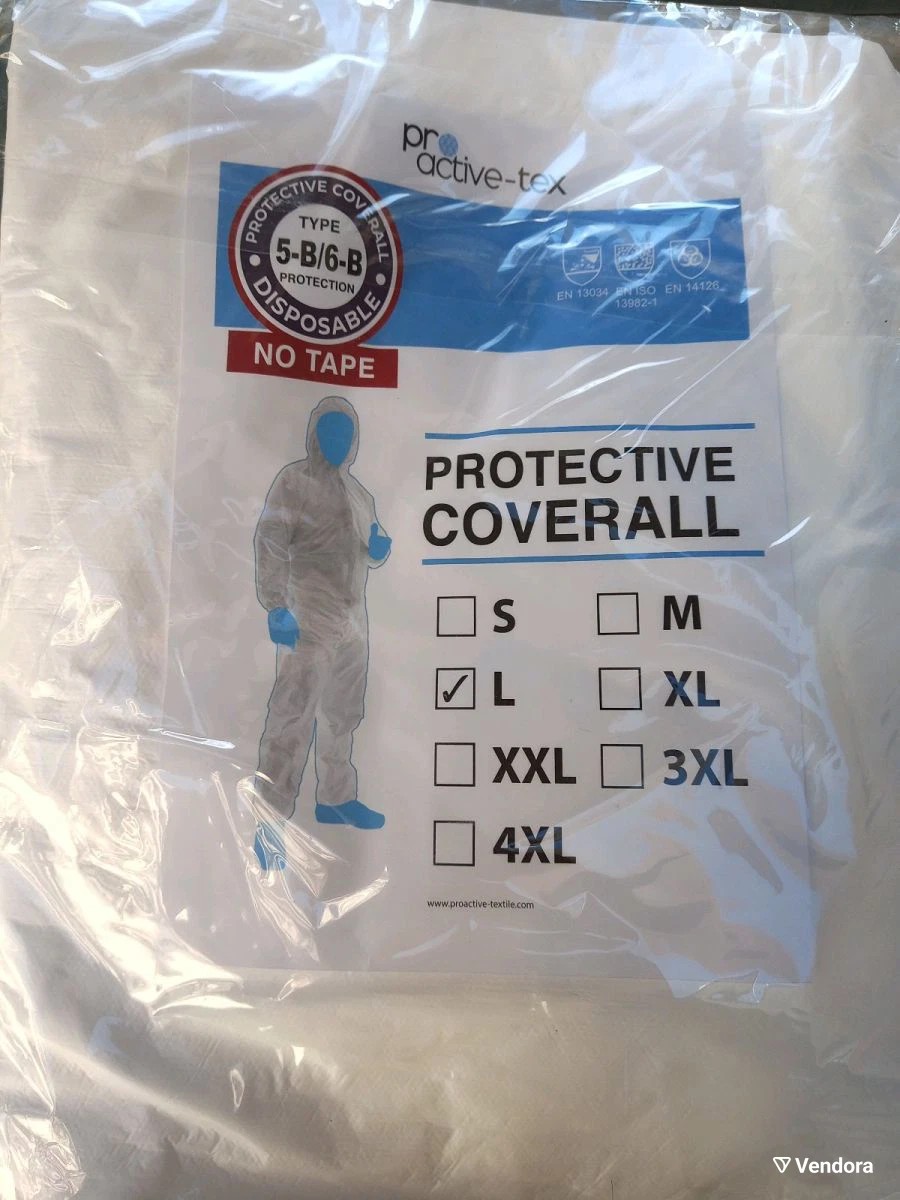 pro
active-tex
PROTECTIVE COVERALL
TYPE
5-B/6-B
PROTECTION
DISPOSABLE
NO TAPE
EN 13034 EN ISO 13982-1 EN 14126
PROTECTIVE
COVERALL
S M
✓ L XL
XXL 3XL
4XL
www.proactive-textile.com
Vendora